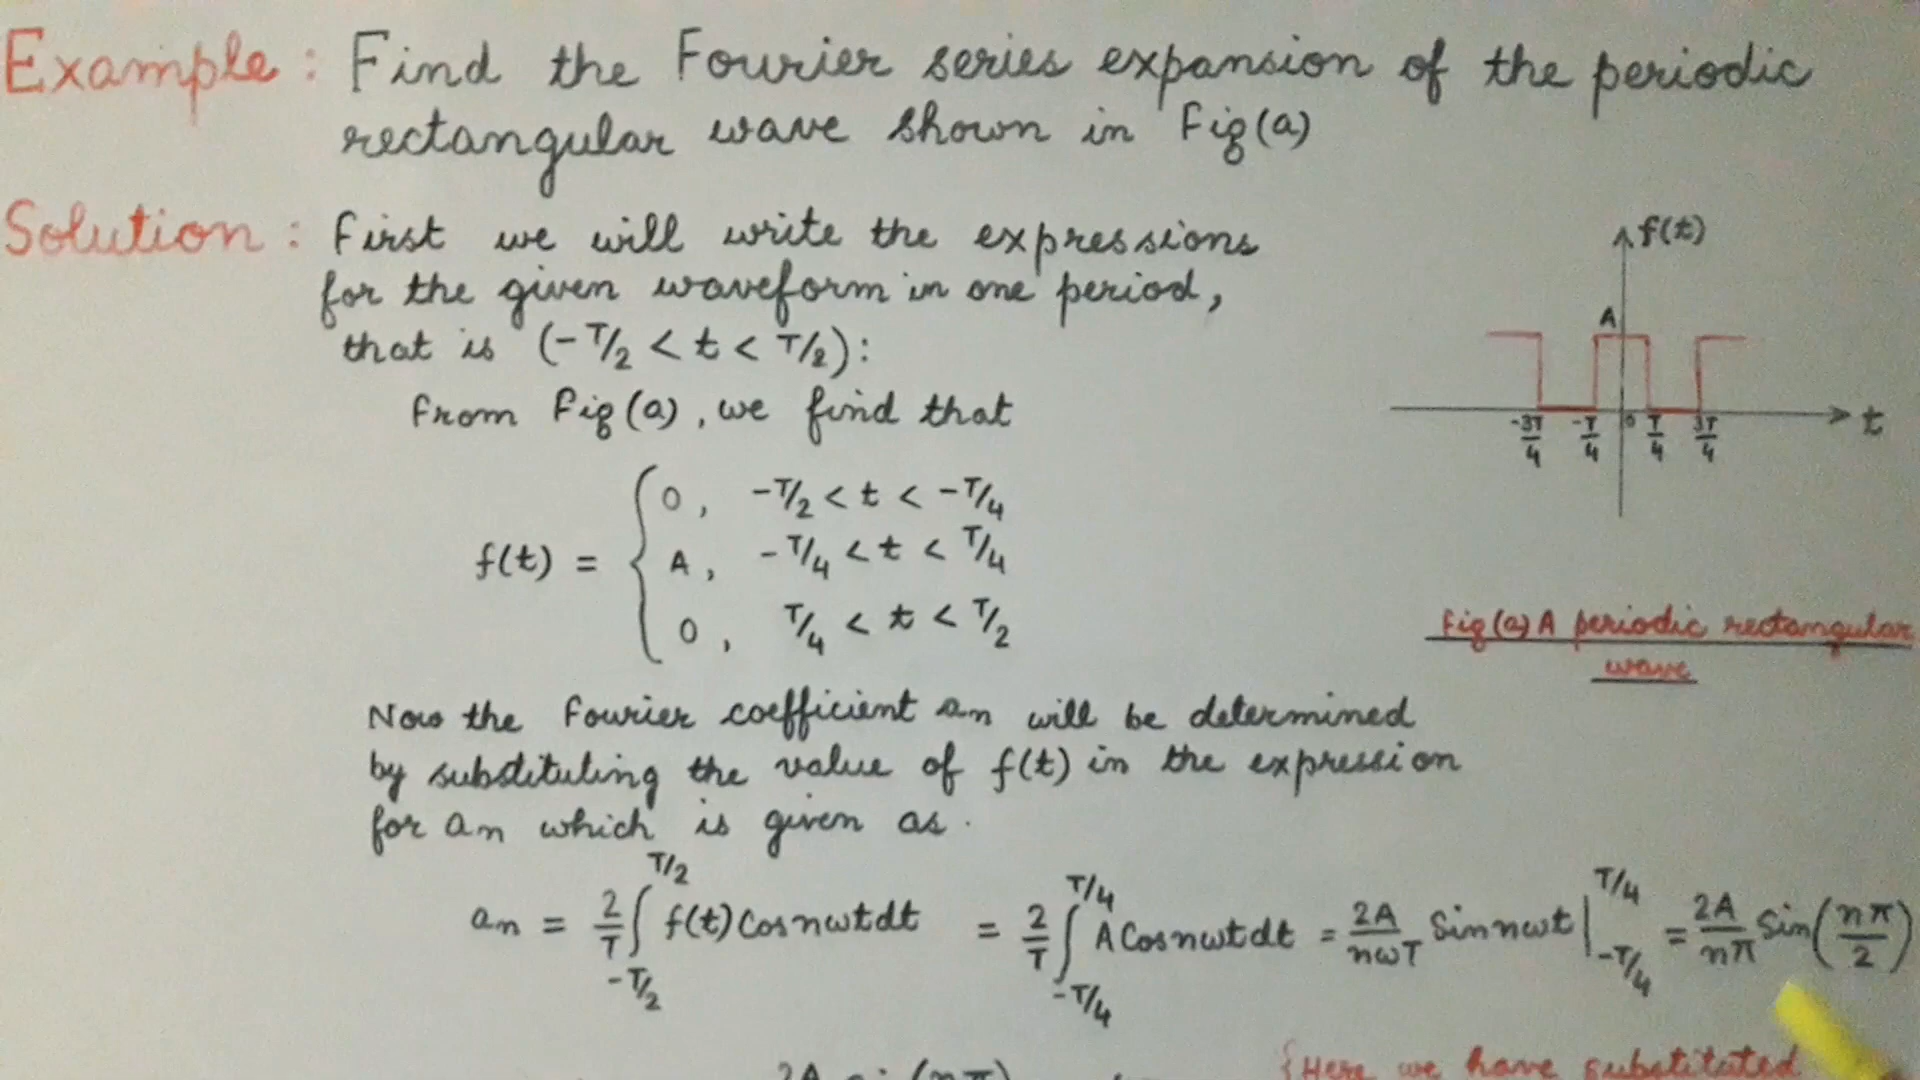 Example: Find the Fourier series expansion of the periodic
rectangular wave shown in Fig(a)
Solution: First we will write the expressions
for the given waveform in one period,
that is (-T/2 < t < T/2):
From Fig(a), we find that
f(t) = { 0, -T/2 < t < -T/4
A, -T/4 < t < T/4
0, T/4 < t < T/2
f(t)
A
t
-3T/4 -T/4 0 T/4 3T/4
Fig(a) A periodic rectangular
wave
Now the Fourier coefficient an will be determined
by substituting the value of f(t) in the expression
for an which is given as.
an = 2/T ∫_{-T/2}^{T/2} f(t) Cos nωt dt = 2/T ∫_{-T/4}^{T/4} A Cos nωt dt = 2A/nωT Sin nωt |_{-T/4}^{T/4} = 2A/nπ Sin(nπ/2)
{Here we have substituted